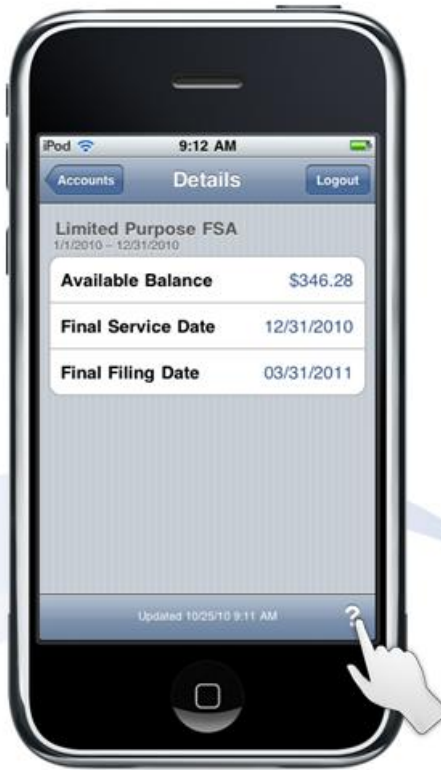 iPod 9:12 AM
Accounts Details Logout
Limited Purpose FSA
1/1/2010 – 12/31/2010
Available Balance $346.28
Final Service Date 12/31/2010
Final Filing Date 03/31/2011
Updated 10/25/10 9:11 AM ?